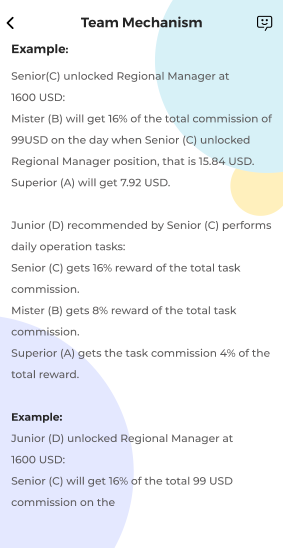 Team Mechanism
Example:
Senior(C) unlocked Regional Manager at
1600 USD:
Mister (B) will get 16% of the total commission of
99USD on the day when Senior (C) unlocked
Regional Manager position, that is 15.84 USD.
Superior (A) will get 7.92 USD.
Junior (D) recommended by Senior (C) performs
daily operation tasks:
Senior (C) gets 16% reward of the total task
commission.
Mister (B) gets 8% reward of the total task
commission.
Superior (A) gets the task commission 4% of the
total reward.
Example:
Junior (D) unlocked Regional Manager at
1600 USD:
Senior (C) will get 16% of the total 99 USD
commission on the